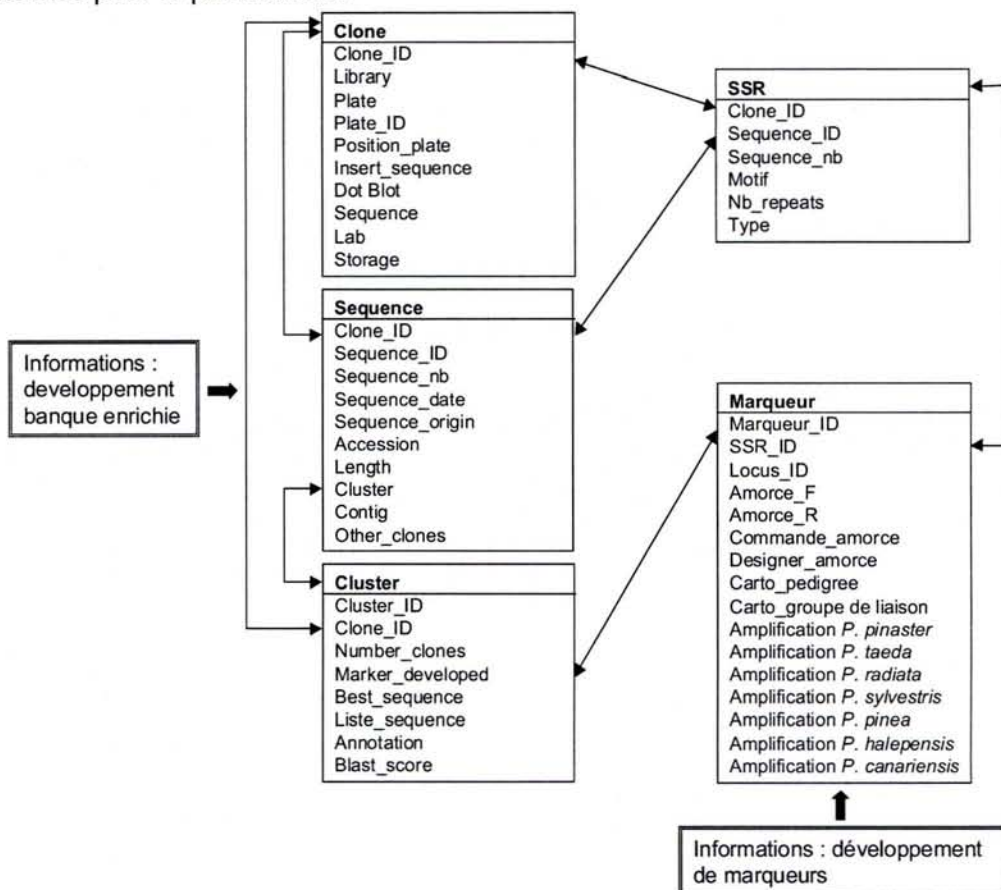 Clone
Clone_ID
Library
Plate
Plate_ID
Position_plate
Insert_sequence
Dot Blot
Sequence
Lab
Storage
Sequence
Clone_ID
Sequence_ID
Sequence_nb
Sequence_date
Sequence_origin
Accession
Length
Cluster
Contig
Other_clones
Cluster
Cluster_ID
Clone_ID
Number_clones
Marker_developed
Best_sequence
Liste_sequence
Annotation
Blast_score
Informations :
developpement
banque enrichie
SSR
Clone_ID
Sequence_ID
Sequence_nb
Motif
Nb_repeats
Type
Marqueur
Marqueur_ID
SSR_ID
Locus_ID
Amorce_F
Amorce_R
Commande_amorce
Designer_amorce
Carto_pedigree
Carto_groupe de liaison
Amplification P. pinaster
Amplification P. taeda
Amplification P. radiata
Amplification P. sylvestris
Amplification P. pinea
Amplification P. halepensis
Amplification P. canariensis
Informations : développement
de marqueurs